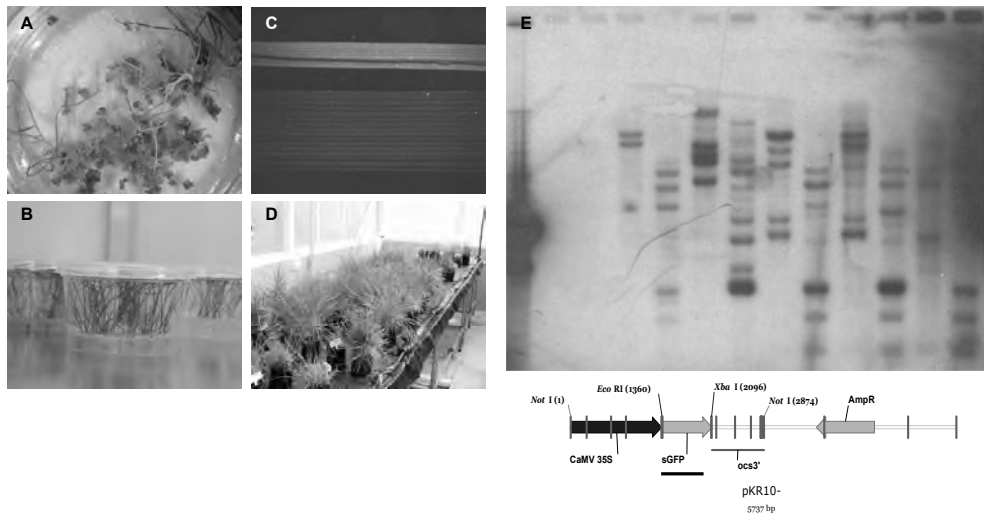 A
C
B
D
E
Eco RI (1360)
Xba I (2096)
Not I (1)
Not I (2874)
AmpR
CaMV 35S
sGFP
ocs3'
pKR10-
5737 bp